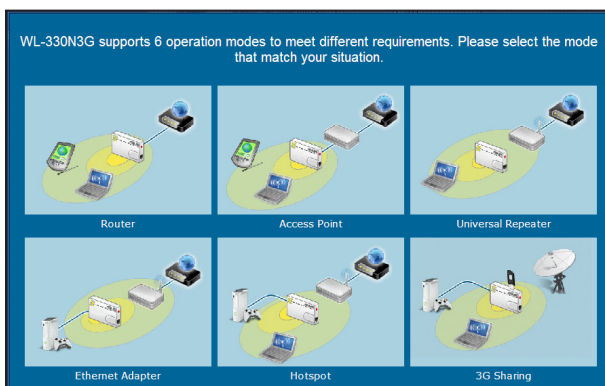 WL-330N3G supports 6 operation modes to meet different requirements. Please select the mode
that match your situation.
Router
Access Point
Universal Repeater
Ethernet Adapter
Hotspot
3G Sharing